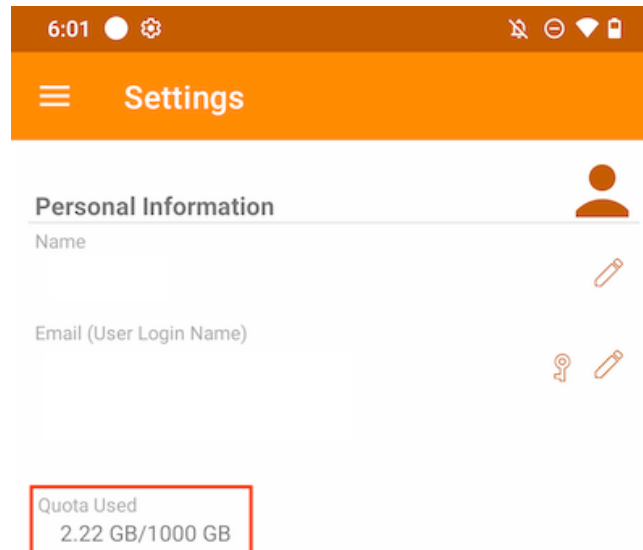 6:01
Settings
Personal Information
Name
Email (User Login Name)
Quota Used
2.22 GB/1000 GB